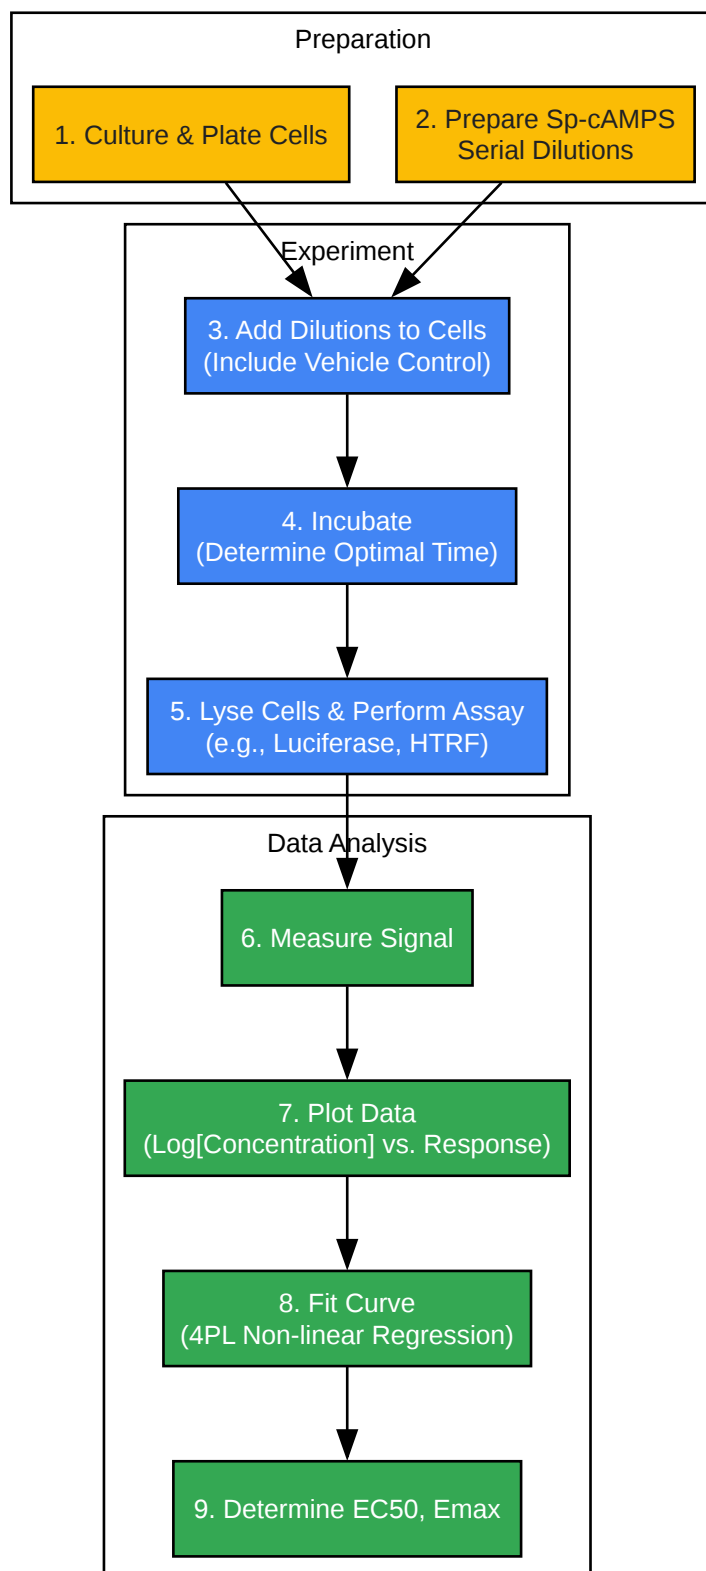 Preparation
1. Culture & Plate Cells
2. Prepare Sp-cAMPS
Serial Dilutions
Experiment
3. Add Dilutions to Cells
(Include Vehicle Control)
4. Incubate
(Determine Optimal Time)
5. Lyse Cells & Perform Assay
(e.g., Luciferase, HTRF)
Data Analysis
6. Measure Signal
7. Plot Data
(Log[Concentration] vs. Response)
8. Fit Curve
(4PL Non-linear Regression)
9. Determine EC50, Emax